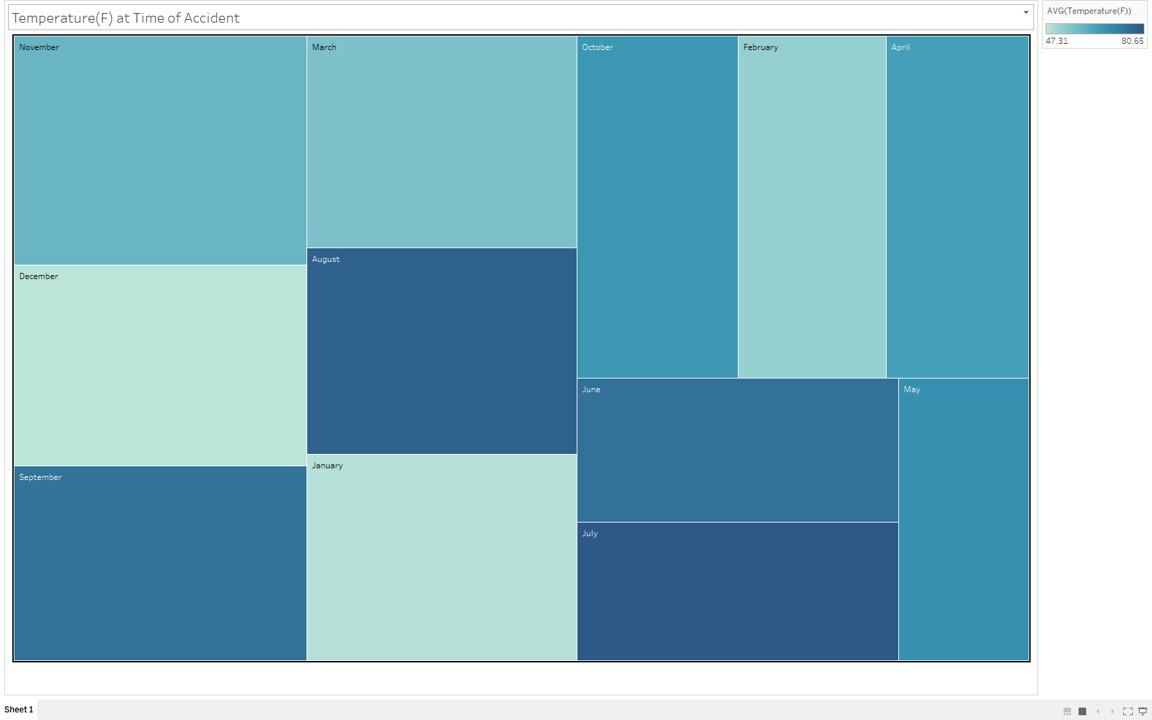 Temperature(F) at Time of Accident
AVG(Temperature(F))
47.31 80.65
November
March
October
February
April
August
December
June
May
January
September
July
Sheet 1